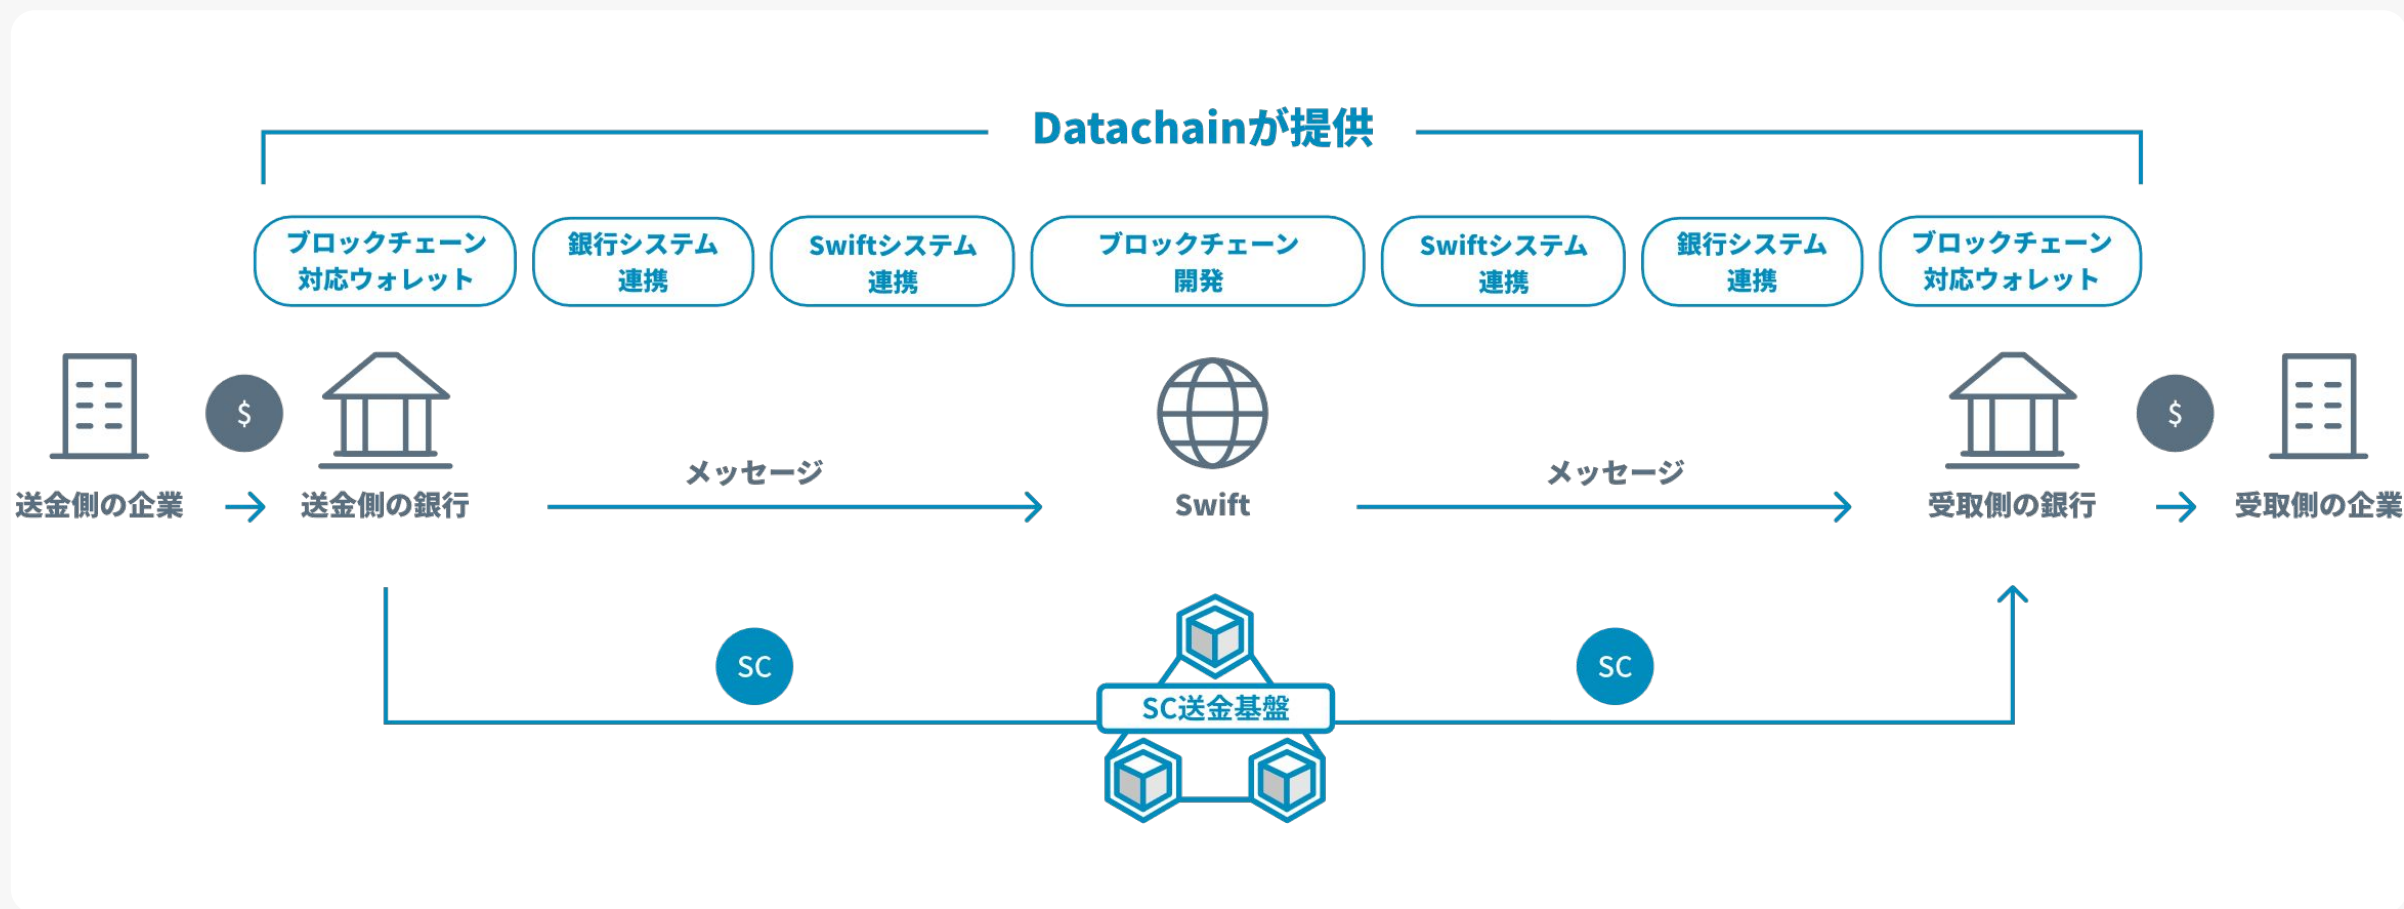 Datachainが提供
ブロックチェーン
対応ウォレット
銀行システム
連携
Swiftシステム
連携
ブロックチェーン
開発
Swiftシステム
連携
銀行システム
連携
ブロックチェーン
対応ウォレット
$
$
メッセージ
メッセージ
送金側の企業
送金側の銀行
Swift
受取側の銀行
受取側の企業
SC
SC
SC送金基盤